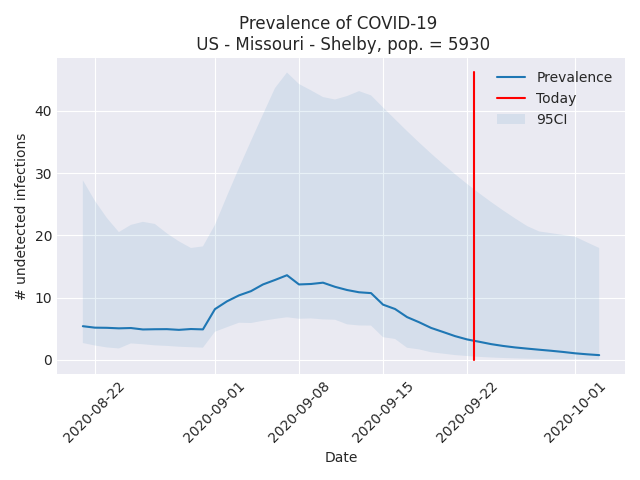 Prevalence of COVID-19
US - Missouri - Shelby, pop. = 5930
Prevalence
Today
95CI
# undetected infections
40
30
20
10
0
2020-08-22
2020-09-01
2020-09-08
2020-09-15
2020-09-22
2020-10-01
Date